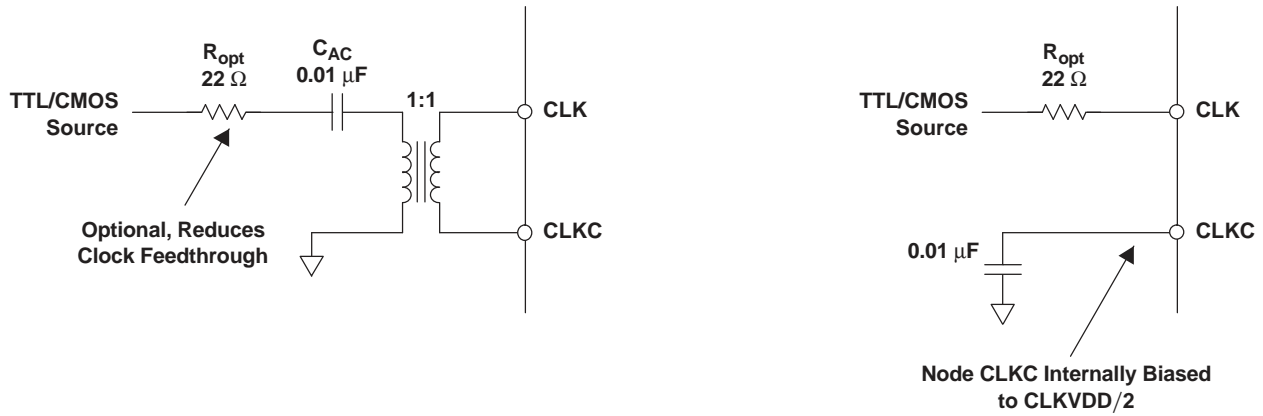 R_opt
22 Ω
C_AC
0.01 μF
1:1
TTL/CMOS
Source
CLK
CLKC
Optional, Reduces
Clock Feedthrough
R_opt
22 Ω
TTL/CMOS
Source
CLK
CLKC
0.01 μF
Node CLKC Internally Biased
to CLKVDD/2